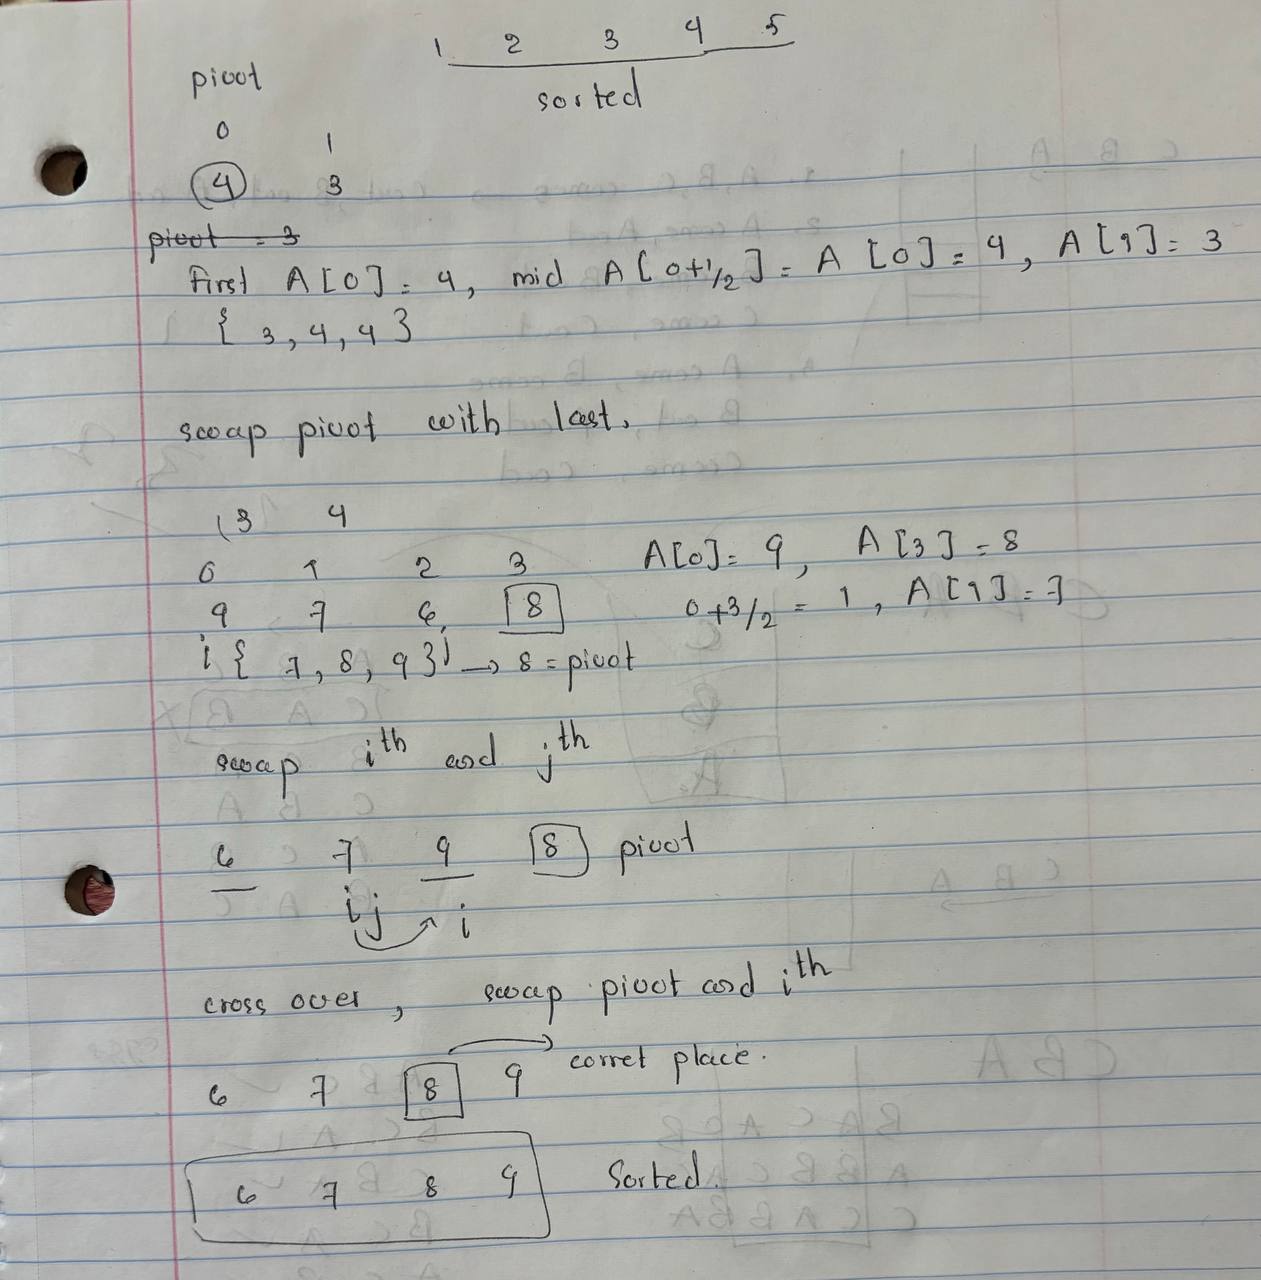 1 2 3 4 5
sorted
pivot
0 1
4 3
pivot = 3
First A[0] = 4, mid A[0+1/2] = A[0] = 4, A[1] = 3
{ 3, 4, 4 }
swap pivot with last.
(3 4
0 1 2 3 A[0] = 9, A[3] = 8
9 7 6 8 0+3/2 = 1, A[1] = 7
i { 7, 8, 9 } j → 8 = pivot
swap ith and jth
6 7 9 8 pivot
i j i
cross over, swap pivot and ith
6 7 8 9 corret place.
6 7 8 9 Sorted.